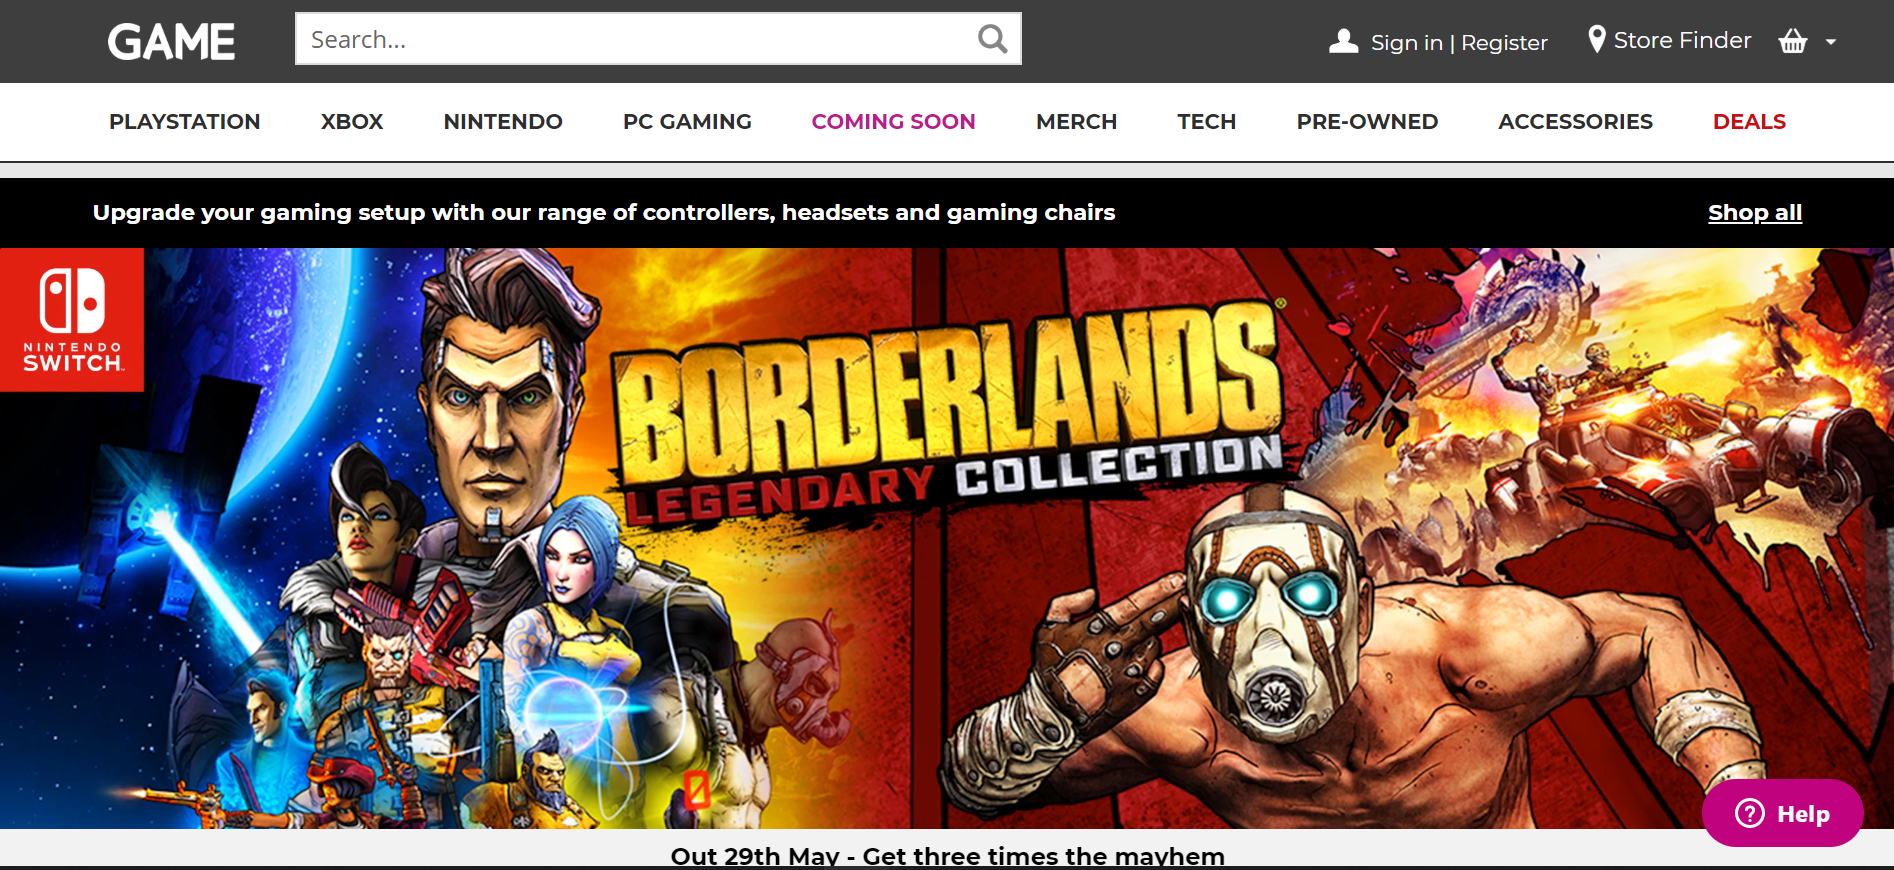 GAME
Search...
Sign in | Register
Store Finder
PLAYSTATION
XBOX
NINTENDO
PC GAMING
COMING SOON
MERCH
TECH
PRE-OWNED
ACCESSORIES
DEALS
Upgrade your gaming setup with our range of controllers, headsets and gaming chairs
Shop all
NINTENDO
SWITCH
BORDERLANDS®
LEGENDARY COLLECTION
0
? Help
Out 29th May - Get three times the mayhem